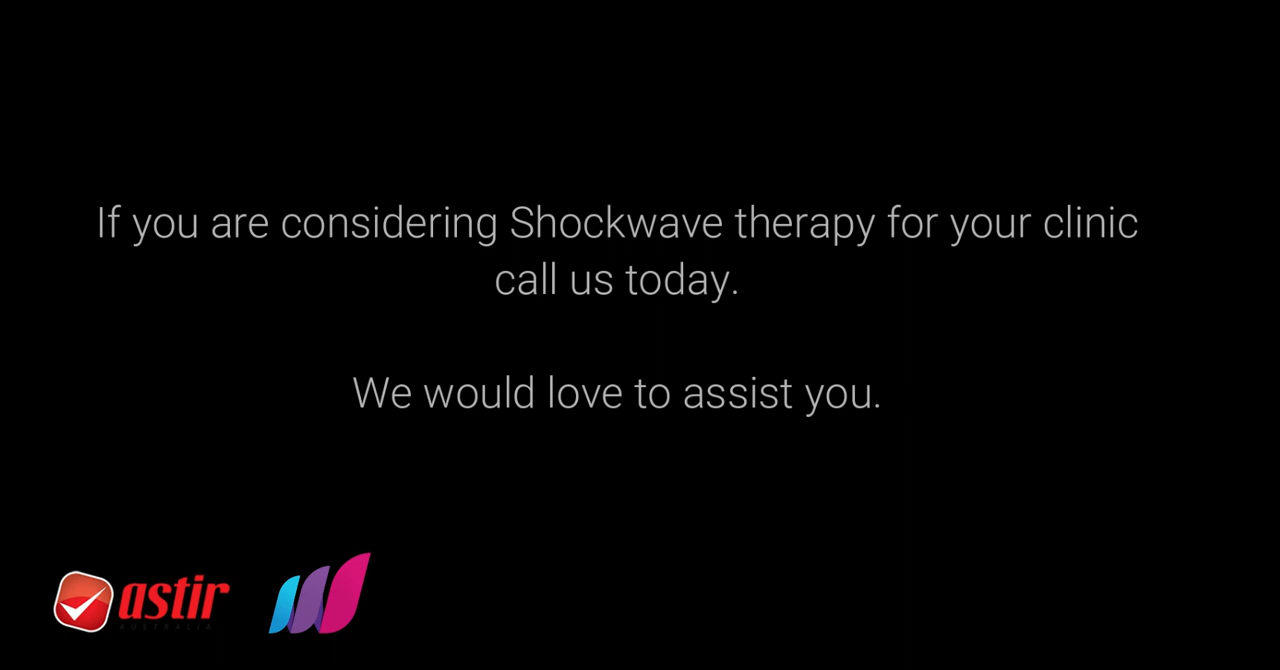 If you are considering Shockwave therapy for your clinic
call us today.
We would love to assist you.
astir
AUSTRALIA